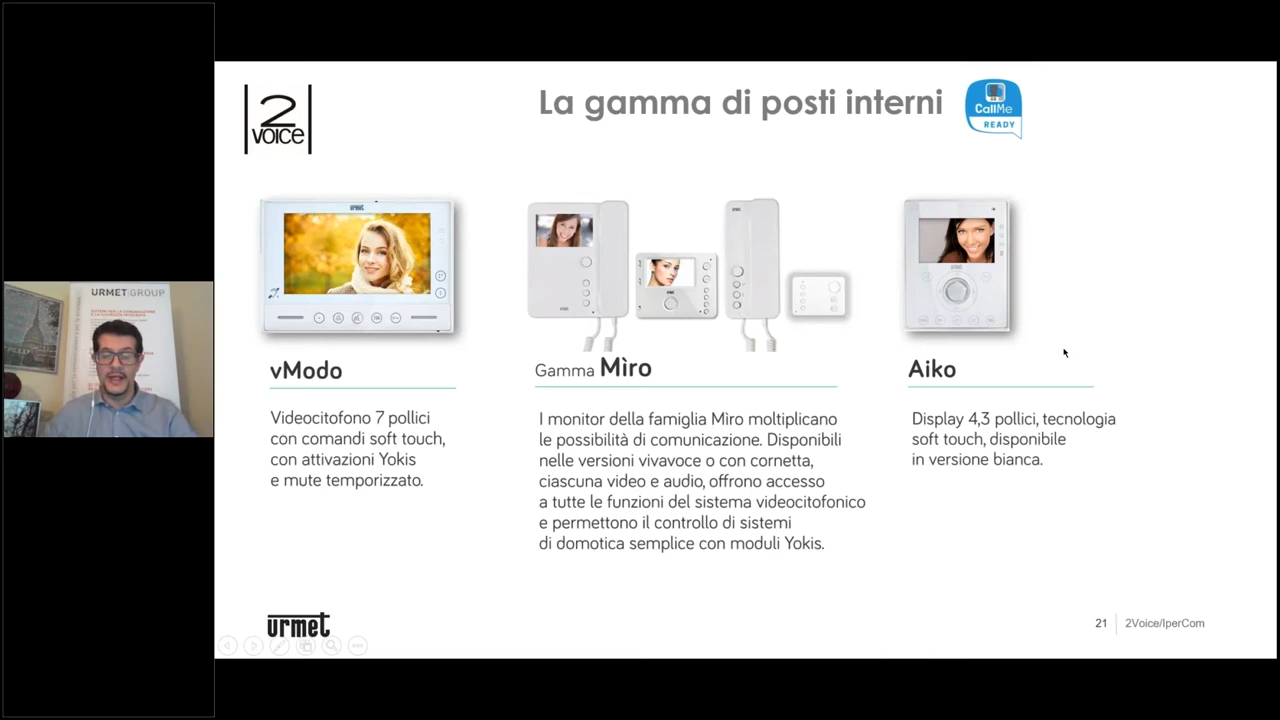 2
VOICE
La gamma di posti interni
CallMe
READY
urmet
vModo
Gamma Mìro
Aiko
Videocitofono 7 pollici
con comandi soft touch,
con attivazioni Yokis
e mute temporizzato.
I monitor della famiglia Mìro moltiplicano
le possibilità di comunicazione. Disponibili
nelle versioni vivavoce o con cornetta,
ciascuna video e audio, offrono accesso
a tutte le funzioni del sistema videocitofonico
e permettono il controllo di sistemi
di domotica semplice con moduli Yokis.
Display 4,3 pollici, tecnologia
soft touch, disponibile
in versione bianca.
URMET GROUP
urmet
21
2Voice/IperCom